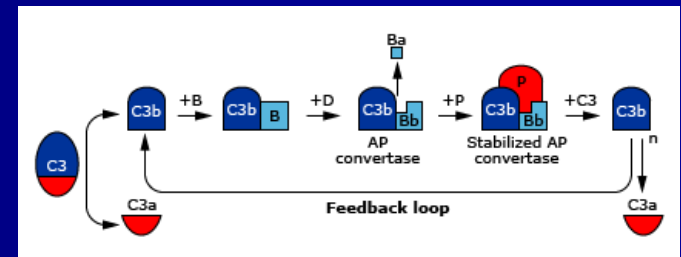 Ba
C3b
+B
C3b
B
+D
C3b
Bb
+P
P
C3b
Bb
+C3
C3b
n
AP
convertase
Stabilized AP
convertase
C3
C3a
Feedback loop
C3a